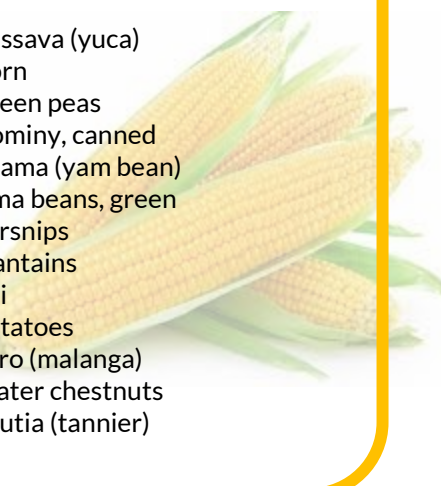 ssava (yuca)
orn
een peas
ominy, canned
ama (yam bean)
ma beans, green
rsnips
antains
i
tatoes
ro (malanga)
ater chestnuts
utia (tannier)